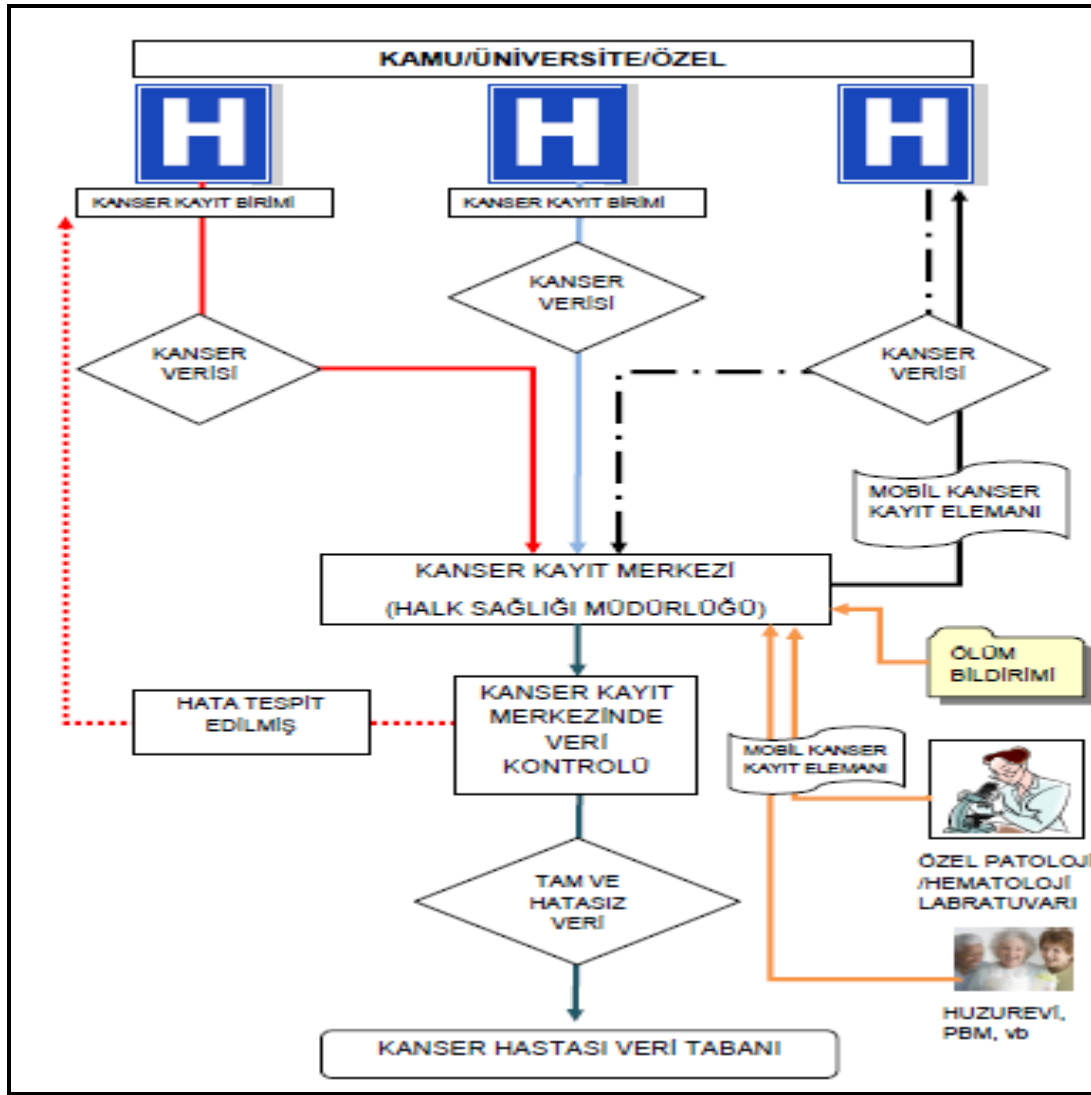 KAMU/ÜNİVERSİTE/ÖZEL
H
H
H
KANSER KAYIT BİRİMİ
KANSER KAYIT BİRİMİ
KANSER
VERİSİ
KANSER
VERİSİ
KANSER
VERİSİ
MOBİL KANSER
KAYIT ELEMANI
KANSER KAYIT MERKEZİ
(HALK SAĞLIĞI MÜDÜRLÜĞÜ)
ÖLÜM
BİLDİRİMİ
HATA TESPİT
EDİLMİŞ
KANSER KAYIT
MERKEZİNDE
VERİ
KONTROLÜ
MOBİL KANSER
KAYIT ELEMANI
ÖZEL PATOLOJİ
/HEMATOLOJİ
LABRATUVARI
TAM VE
HATASIZ
VERİ
HUZUREVİ,
PBM, vb
KANSER HASTASI VERİ TABANI